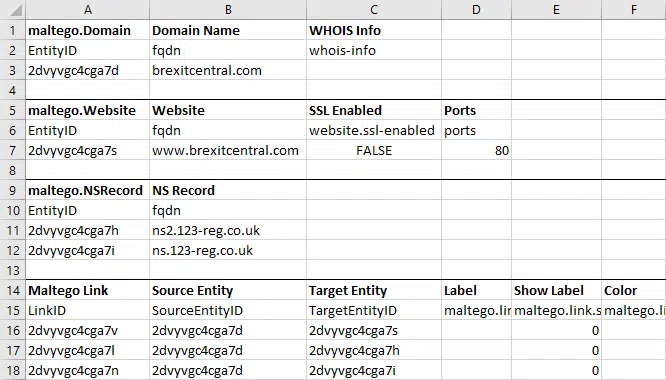 A B C D E F
1 maltego.Domain Domain Name WHOIS Info
2 EntityID fqdn whois-info
3 2dvyvgc4cga7d brexitcentral.com
4
5 maltego.Website Website SSL Enabled Ports
6 EntityID fqdn website.ssl-enabled ports
7 2dvyvgc4cga7s www.brexitcentral.com FALSE 80
8
9 maltego.NSRecord NS Record
10 EntityID fqdn
11 2dvyvgc4cga7h ns2.123-reg.co.uk
12 2dvyvgc4cga7i ns.123-reg.co.uk
13
14 Maltego Link Source Entity Target Entity Label Show Label Color
15 LinkID SourceEntityID TargetEntityID maltego.lin maltego.link.s maltego.li
16 2dvyvgc4cga7v 2dvyvgc4cga7d 2dvyvgc4cga7s 0
17 2dvyvgc4cga7l 2dvyvgc4cga7d 2dvyvgc4cga7h 0
18 2dvyvgc4cga7n 2dvyvgc4cga7d 2dvyvgc4cga7i 0